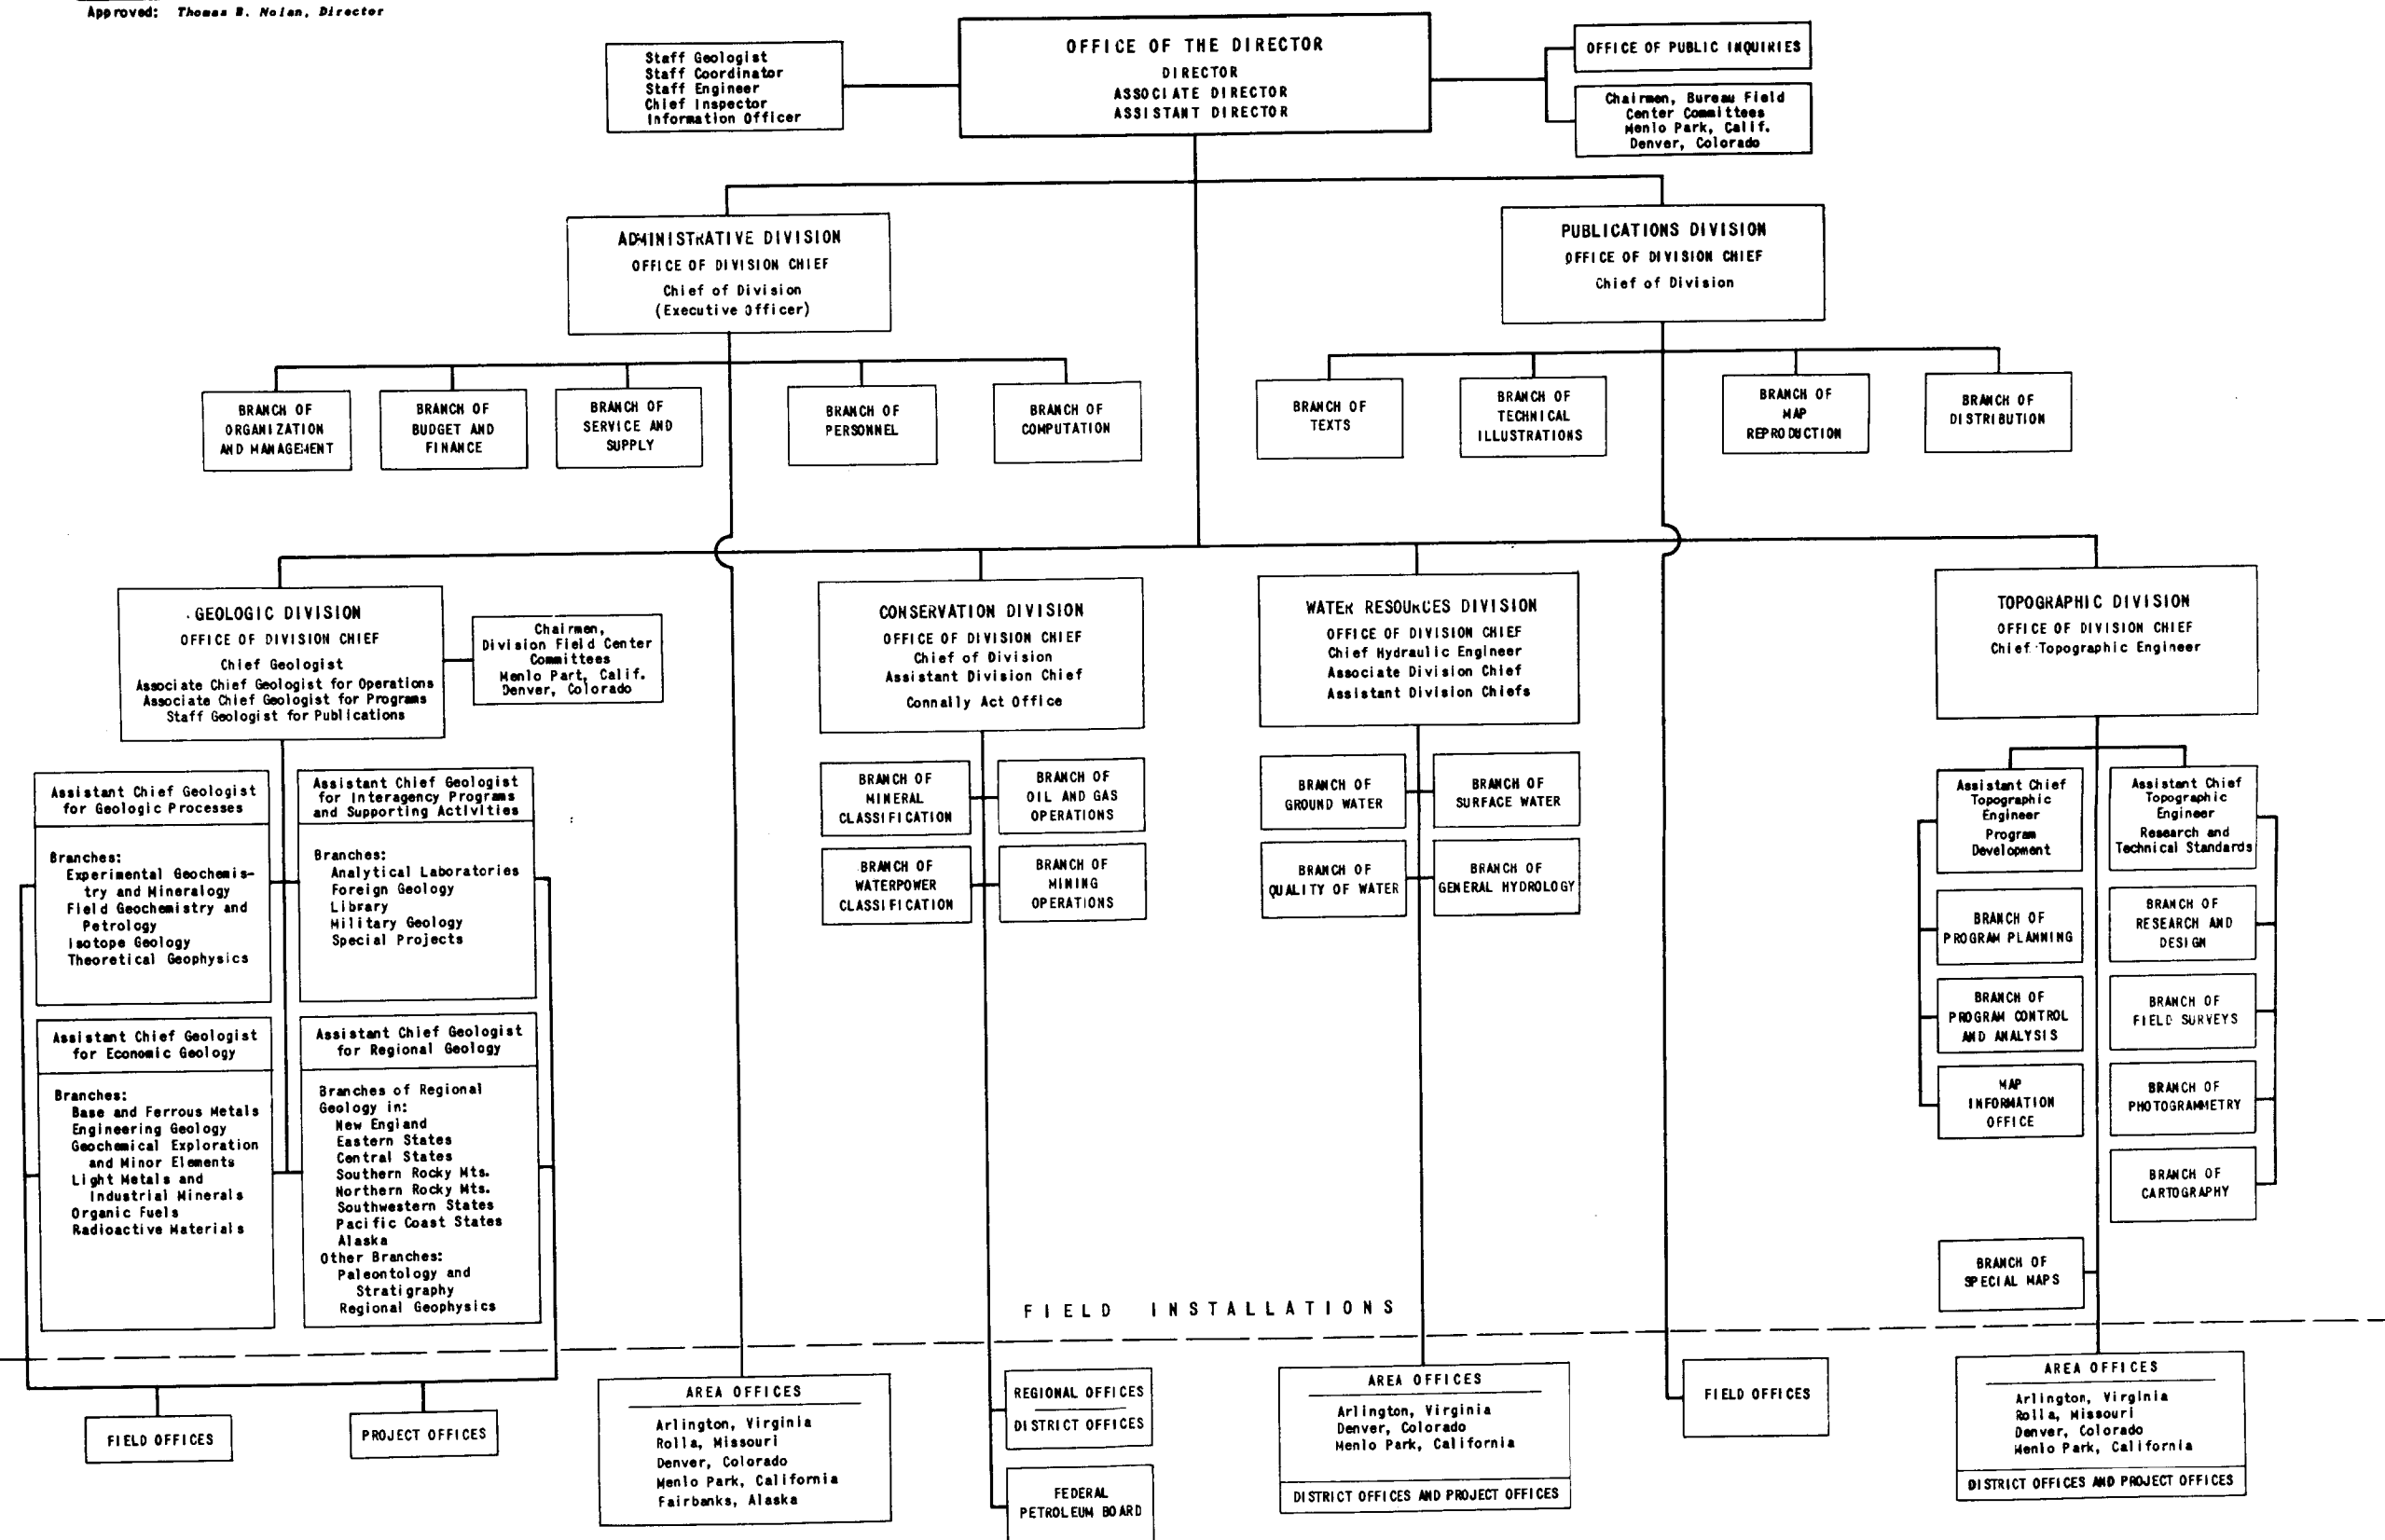 Approved: Thomas B. Nolan, Director
OFFICE OF THE DIRECTOR
DIRECTOR
ASSOCIATE DIRECTOR
ASSISTANT DIRECTOR
Staff Geologist
Staff Coordinator
Staff Engineer
Chief Inspector
Information Officer
OFFICE OF PUBLIC INQUIRIES
Chairmen, Bureau Field
Center Committees
Menlo Park, Calif.
Denver, Colorado
ADMINISTRATIVE DIVISION
OFFICE OF DIVISION CHIEF
Chief of Division
(Executive Officer)
PUBLICATIONS DIVISION
OFFICE OF DIVISION CHIEF
Chief of Division
BRANCH OF
ORGANIZATION
AND MANAGEMENT
BRANCH OF
BUDGET AND
FINANCE
BRANCH OF
SERVICE AND
SUPPLY
BRANCH OF
PERSONNEL
BRANCH OF
COMPUTATION
BRANCH OF
TEXTS
BRANCH OF
TECHNICAL
ILLUSTRATIONS
BRANCH OF
MAP
REPRODUCTION
BRANCH OF
DISTRIBUTION
GEOLOGIC DIVISION
OFFICE OF DIVISION CHIEF
Chief Geologist
Associate Chief Geologist for Operations
Associate Chief Geologist for Programs
Staff Geologist for Publications
Chairmen,
Division Field Center
Committees
Menlo Part, Calif.
Denver, Colorado
CONSERVATION DIVISION
OFFICE OF DIVISION CHIEF
Chief of Division
Assistant Division Chief
Connally Act Office
WATER RESOURCES DIVISION
OFFICE OF DIVISION CHIEF
Chief Hydraulic Engineer
Associate Division Chief
Assistant Division Chiefs
TOPOGRAPHIC DIVISION
OFFICE OF DIVISION CHIEF
Chief Topographic Engineer
Assistant Chief Geologist
for Geologic Processes
Branches:
Experimental Geochemis-
try and Mineralogy
Field Geochemistry and
Petrology
Isotope Geology
Theoretical Geophysics
Assistant Chief Geologist
for Interagency Programs
and Supporting Activities
Branches:
Analytical Laboratories
Foreign Geology
Library
Military Geology
Special Projects
Assistant Chief Geologist
for Economic Geology
Branches:
Base and Ferrous Metals
Engineering Geology
Geochemical Exploration
and Minor Elements
Light Metals and
Industrial Minerals
Organic Fuels
Radioactive Materials
Assistant Chief Geologist
for Regional Geology
Branches of Regional
Geology in:
New England
Eastern States
Central States
Southern Rocky Mts.
Northern Rocky Mts.
Southwestern States
Pacific Coast States
Alaska
Other Branches:
Paleontology and
Stratigraphy
Regional Geophysics
BRANCH OF
MINERAL
CLASSIFICATION
BRANCH OF
OIL AND GAS
OPERATIONS
BRANCH OF
WATERPOWER
CLASSIFICATION
BRANCH OF
MINING
OPERATIONS
BRANCH OF
GROUND WATER
BRANCH OF
SURFACE WATER
BRANCH OF
QUALITY OF WATER
BRANCH OF
GENERAL HYDROLOGY
Assistant Chief
Topographic
Engineer
Program
Development
Assistant Chief
Topographic
Engineer
Research and
Technical Standards
BRANCH OF
PROGRAM PLANNING
BRANCH OF
RESEARCH AND
DESIGN
BRANCH OF
PROGRAM CONTROL
AND ANALYSIS
BRANCH OF
FIELD SURVEYS
MAP
INFORMATION
OFFICE
BRANCH OF
PHOTOGRAMMETRY
BRANCH OF
CARTOGRAPHY
BRANCH OF
SPECIAL MAPS
FIELD INSTALLATIONS
FIELD OFFICES
PROJECT OFFICES
AREA OFFICES
Arlington, Virginia
Rolla, Missouri
Denver, Colorado
Menlo Park, California
Fairbanks, Alaska
REGIONAL OFFICES
DISTRICT OFFICES
FEDERAL
PETROLEUM BOARD
AREA OFFICES
Arlington, Virginia
Denver, Colorado
Menlo Park, California
DISTRICT OFFICES AND PROJECT OFFICES
FIELD OFFICES
AREA OFFICES
Arlington, Virginia
Rolla, Missouri
Denver, Colorado
Menlo Park, California
DISTRICT OFFICES AND PROJECT OFFICES